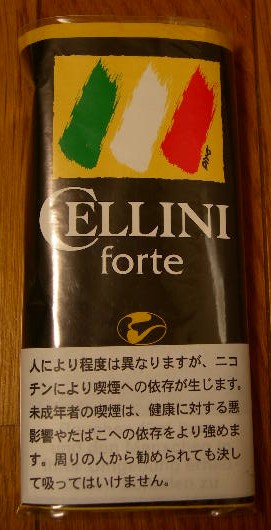 CELLINI
forte
人により程度は異なりますが、ニコ
チンにより喫煙への依存が生じます。
未成年者の喫煙は、健康に対する悪
影響やたばこへの依存をより強めま
す。周りの人から勧められても決し
て吸ってはいけません。